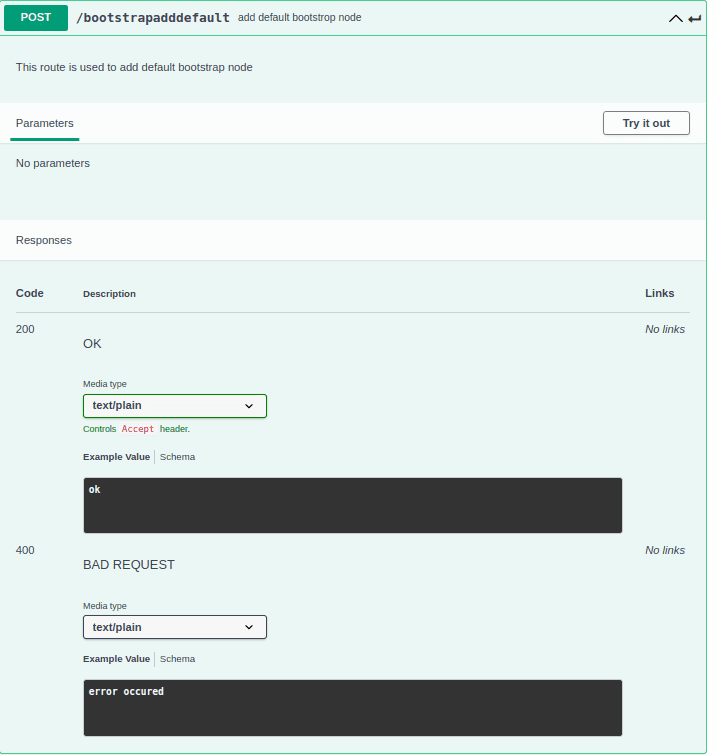 POST /bootstrapadddefault add default bootstrop node
This route is used to add default bootstrap node
Parameters Try it out
No parameters
Responses
Code Description Links
200 No links
OK
Media type
text/plain
Controls Accept header.
Example Value Schema
ok
400 No links
BAD REQUEST
Media type
text/plain
Example Value Schema
error occured